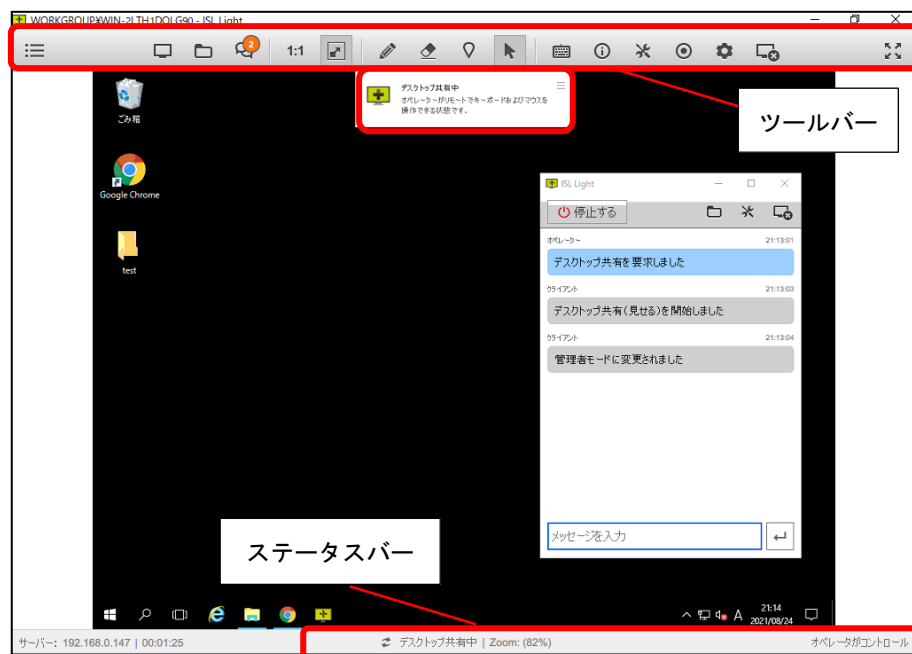 WORKGROUP¥WIN-2LTH1DOLG90 - ISL Light
2
1:1
デスクトップ共有中
オペレーターがリモートでキーボードおよびマウスを
操作できる状態です。
ツールバー
ごみ箱
Google Chrome
test
ISL Light
停止する
オペレーター 21:13:01
デスクトップ共有を要求しました
クライアント 21:13:03
デスクトップ共有(見せる)を開始しました
クライアント 21:13:04
管理者モードに変更されました
メッセージを入力
ステータスバー
A
21:14
2021/08/24
サーバー: 192.168.0.147 | 00:01:25
デスクトップ共有中 | Zoom: (82%)
オペレータがコントロール